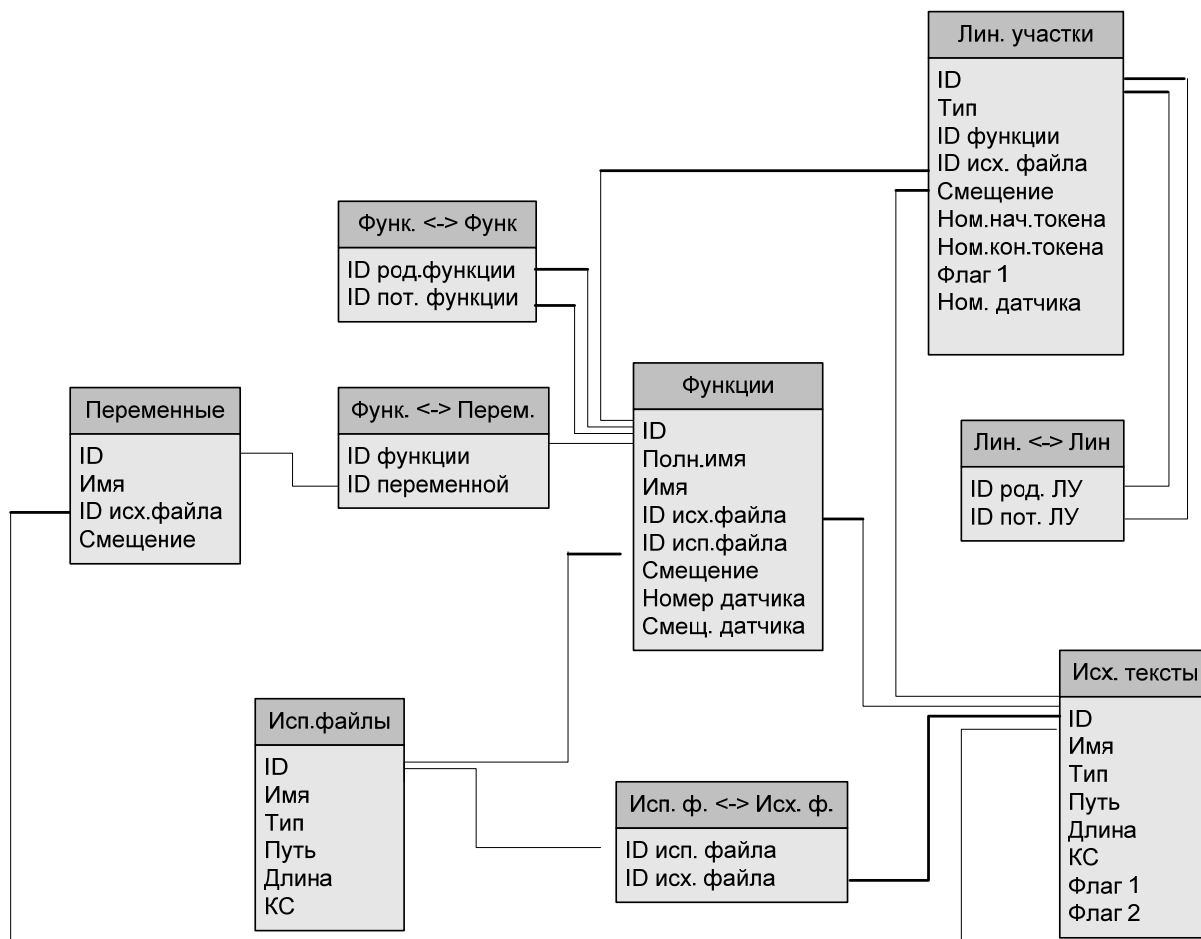 Лин. участки
ID
Тип
ID функции
ID исх. файла
Смещение
Ном.нач.токена
Ном.кон.токена
Флаг 1
Ном. датчика
Функ. <-> Функ
ID род.функции
ID пот. функции
Переменные
ID
Имя
ID исх.файла
Смещение
Функ. <-> Перем.
ID функции
ID переменной
Функции
ID
Полн.имя
Имя
ID исх.файла
ID исп.файла
Смещение
Номер датчика
Смещ. датчика
Лин. <-> Лин
ID род. ЛУ
ID пот. ЛУ
Исп.файлы
ID
Имя
Тип
Путь
Длина
КС
Исп. ф. <-> Исх. ф.
ID исп. файла
ID исх. файла
Исх. тексты
ID
Имя
Тип
Путь
Длина
КС
Флаг 1
Флаг 2